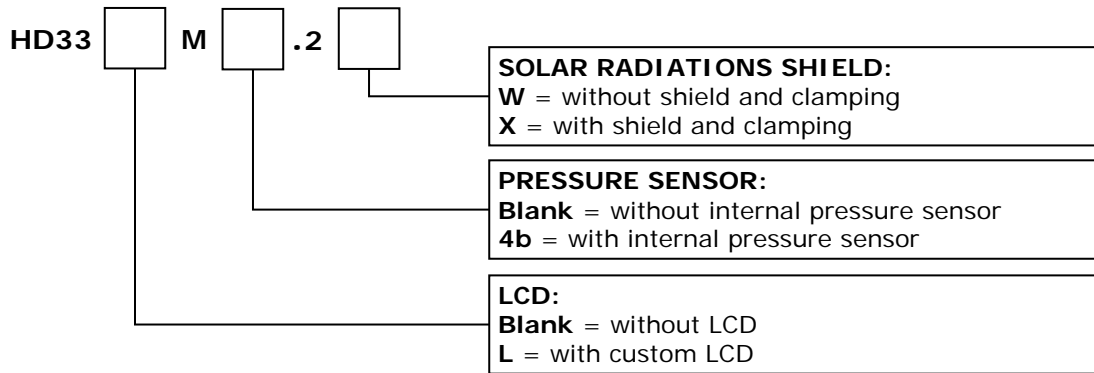 HD33 M .2
SOLAR RADIATIONS SHIELD:
W = without shield and clamping
X = with shield and clamping
PRESSURE SENSOR:
Blank = without internal pressure sensor
4b = with internal pressure sensor
LCD:
Blank = without LCD
L = with custom LCD